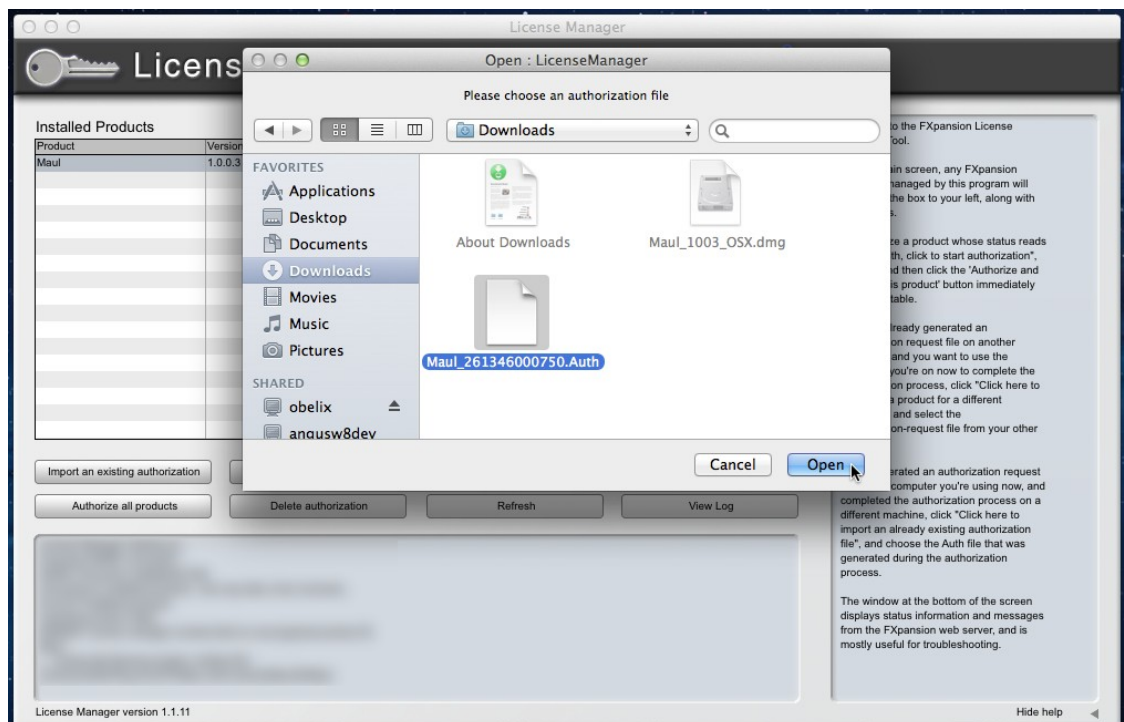 License Manager
Licens
Open : LicenseManager
Please choose an authorization file
Downloads
Installed Products
Product Version
Maul 1.0.0.3
FAVORITES
Applications
Desktop
Documents
Downloads
Movies
Music
Pictures
SHARED
obelix
angusw8dev
About Downloads
Maul_1003_OSX.dmg
Maul_261346000750.Auth
Cancel
Open
Import an existing authorization
Authorize all products
Delete authorization
Refresh
View Log
to the FXpansion License
ool.
ain screen, any FXpansion
managed by this program will
he box to your left, along with
s.
ze a product whose status reads
th, click to start authorization",
d then click the 'Authorize and
is product' button immediately
table.
lready generated an
on request file on another
and you want to use the
you're on now to complete the
on process, click "Click here to
a product for a different
and select the
on-request file from your other
erated an authorization request
computer you're using now, and
completed the authorization process on a
different machine, click "Click here to
import an already existing authorization
file", and choose the Auth file that was
generated during the authorization
process.
The window at the bottom of the screen
displays status information and messages
from the FXpansion web server, and is
mostly useful for troubleshooting.
License Manager version 1.1.11
Hide help